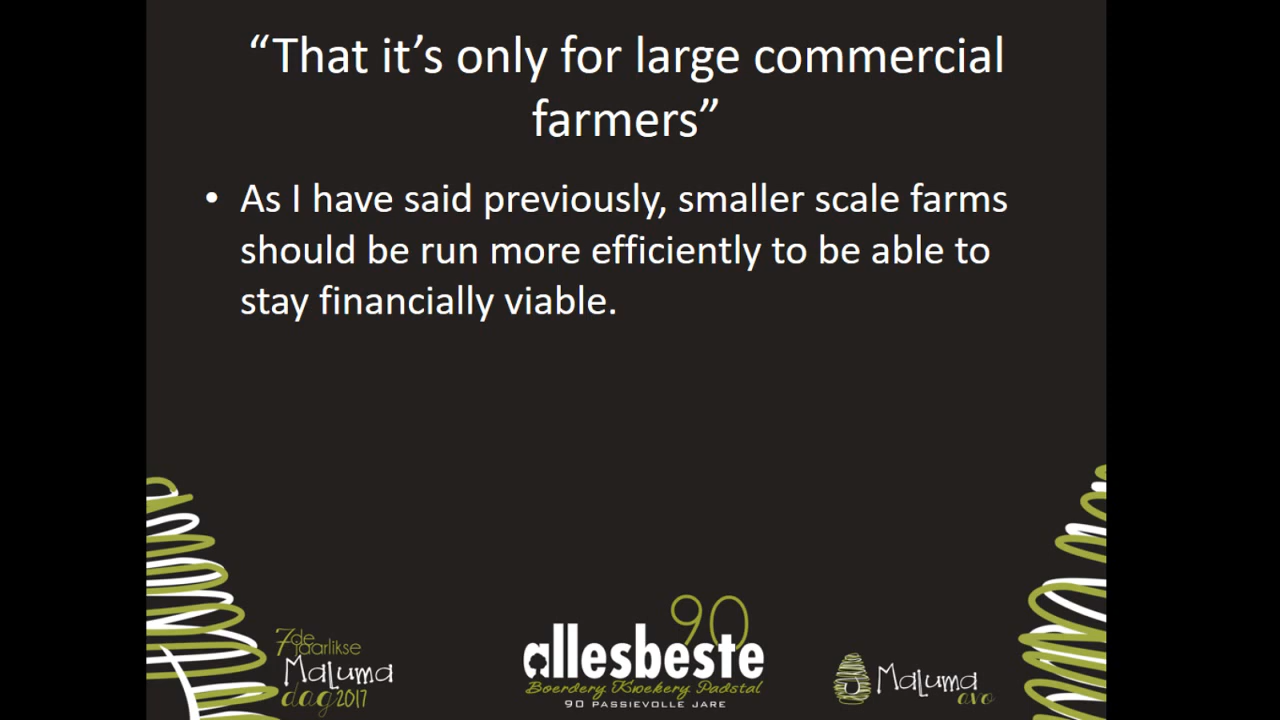 “That it’s only for large commercial
farmers”
• As I have said previously, smaller scale farms
should be run more efficiently to be able to
stay financially viable.
7de
jaarlikse
Maluma
dag 2017
90
allesbeste
Boerdery Kwekery Padstal
90 PASSIEVOLLE JARE
Maluma
avo